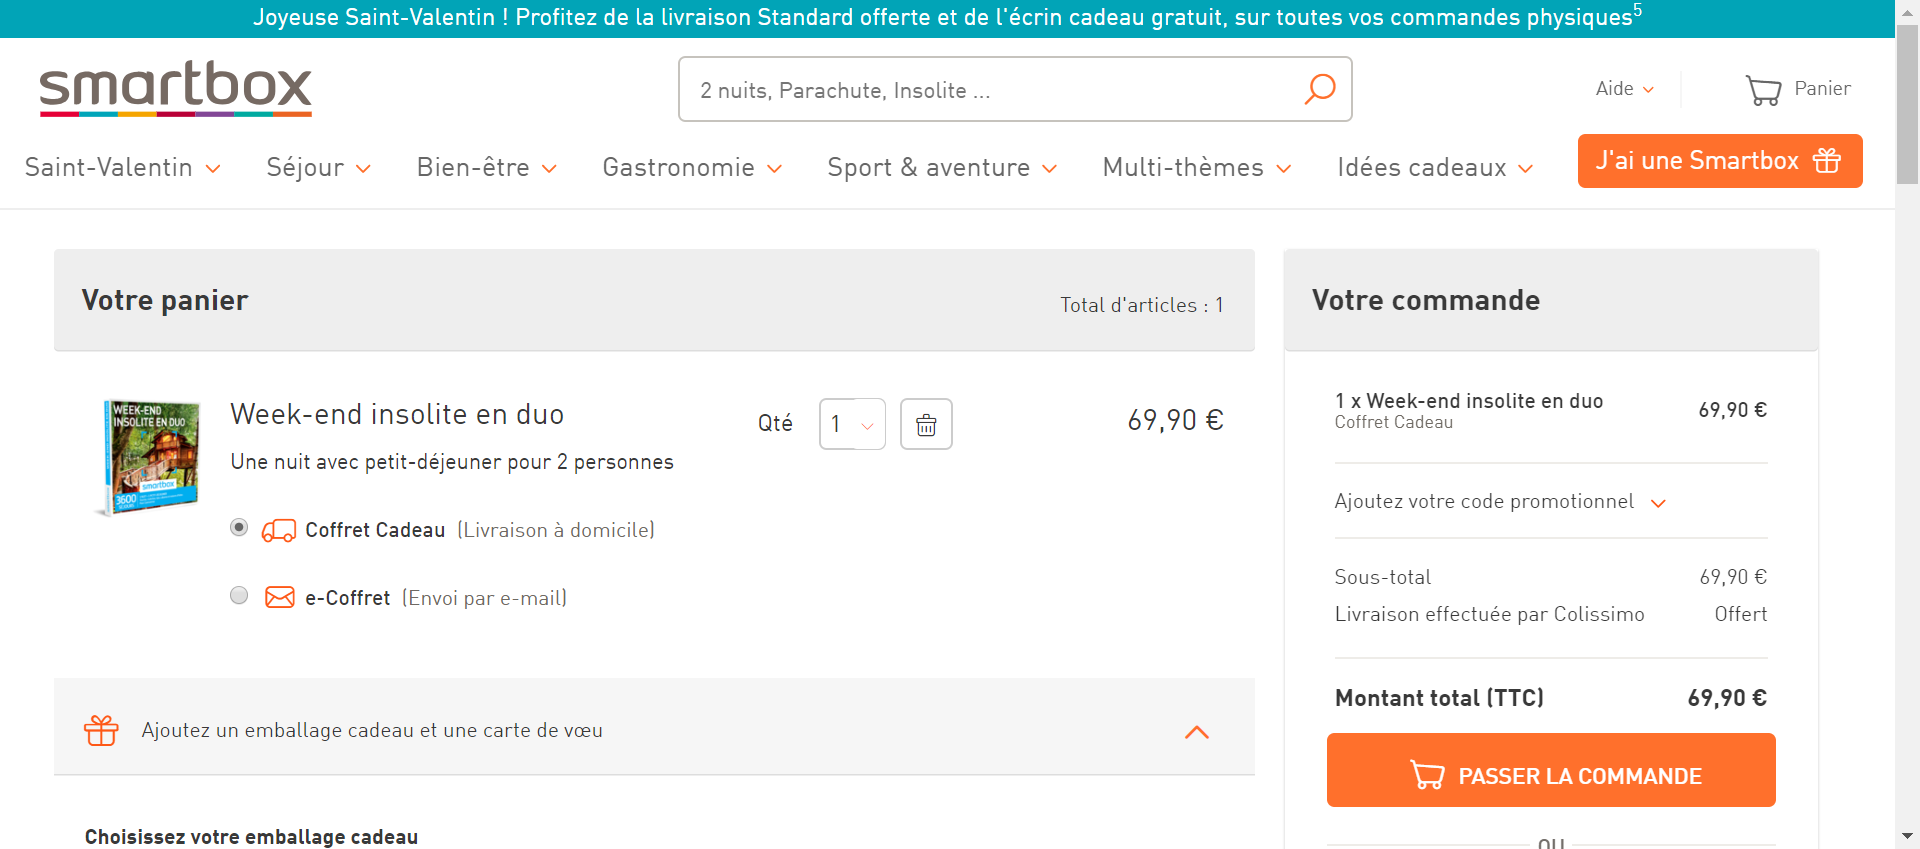 Joyeuse Saint-Valentin ! Profitez de la livraison Standard offerte et de l'écrin cadeau gratuit, sur toutes vos commandes physiques⁵
smartbox
2 nuits, Parachute, Insolite ...
Aide
Panier
Saint-Valentin
Séjour
Bien-être
Gastronomie
Sport & aventure
Multi-thèmes
Idées cadeaux
J'ai une Smartbox
Votre panier
Total d'articles : 1
WEEK-END
INSOLITE EN DUO
smartbox
3600
Week-end insolite en duo
Qté
1
69,90 €
Une nuit avec petit-déjeuner pour 2 personnes
Coffret Cadeau (Livraison à domicile)
e-Coffret (Envoi par e-mail)
Ajoutez un emballage cadeau et une carte de vœu
Choisissez votre emballage cadeau
Votre commande
1 x Week-end insolite en duo
69,90 €
Coffret Cadeau
Ajoutez votre code promotionnel
Sous-total 69,90 €
Livraison effectuée par Colissimo Offert
Montant total (TTC) 69,90 €
PASSER LA COMMANDE
OU